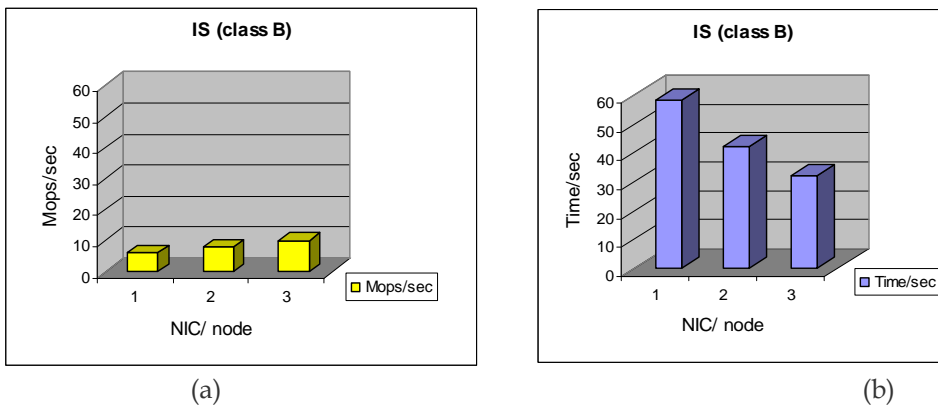 IS (class B)
60
50
40
30
20
10
0
Mops/sec
1 2 3
NIC/ node
Mops/sec
(a)
IS (class B)
60
50
40
30
20
10
0
Time/sec
1 2 3
NIC/ node
Time/sec
(b)